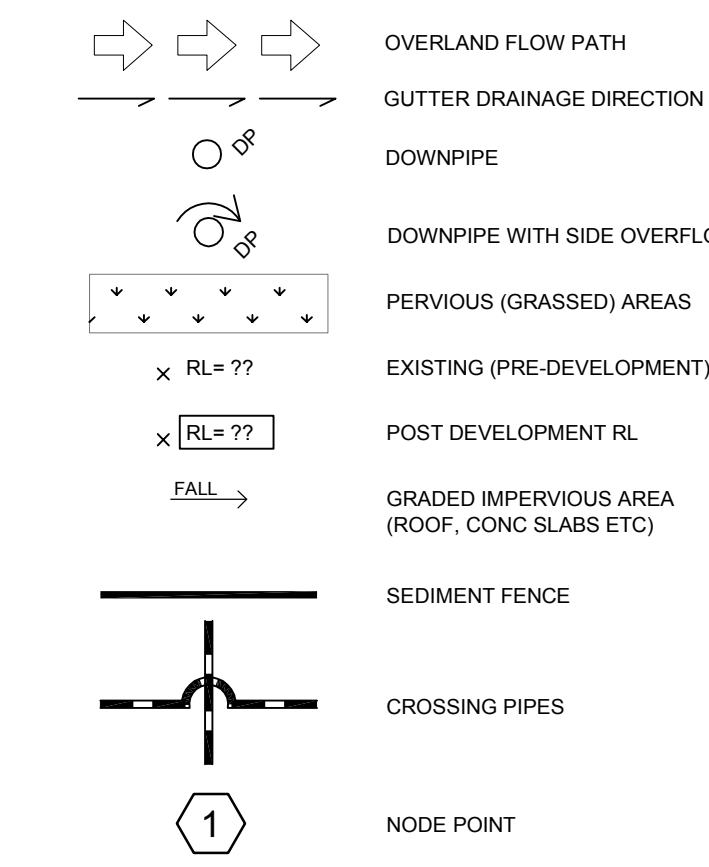 OVERLAND FLOW PATH
GUTTER DRAINAGE DIRECTION
DP
DOWNPIPE
DP
DOWNPIPE WITH SIDE
PERVIOUS (GRASSED) AREAS
RL= ??
EXISTING (PRE-DEVELOPMENT)
RL= ??
POST DEVELOPMENT RL
FALL
GRADED IMPERVIOUS AREA
(ROOF, CONC SLABS ETC)
SEDIMENT FENCE
CROSSING PIPES
1
NODE POINT